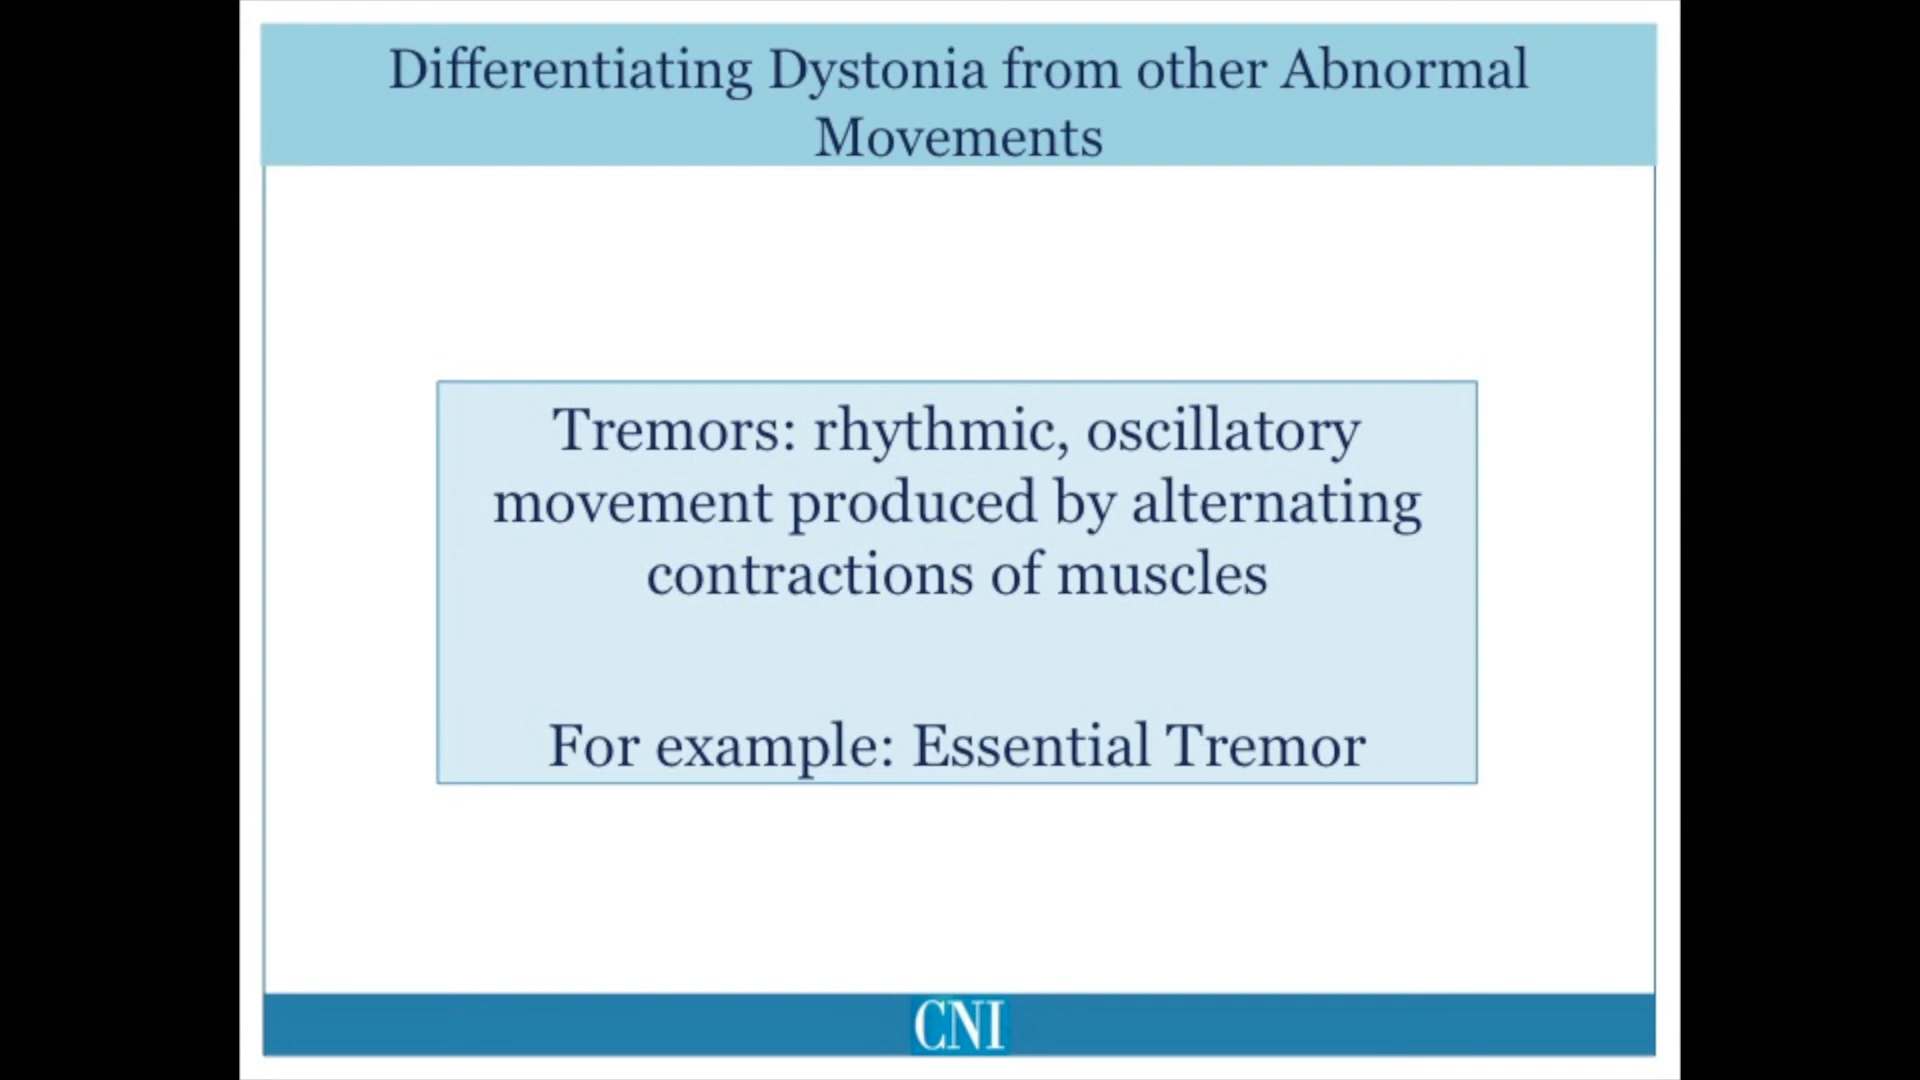 Differentiating Dystonia from other Abnormal
Movements
Tremors: rhythmic, oscillatory
movement produced by alternating
contractions of muscles
For example: Essential Tremor
CNI